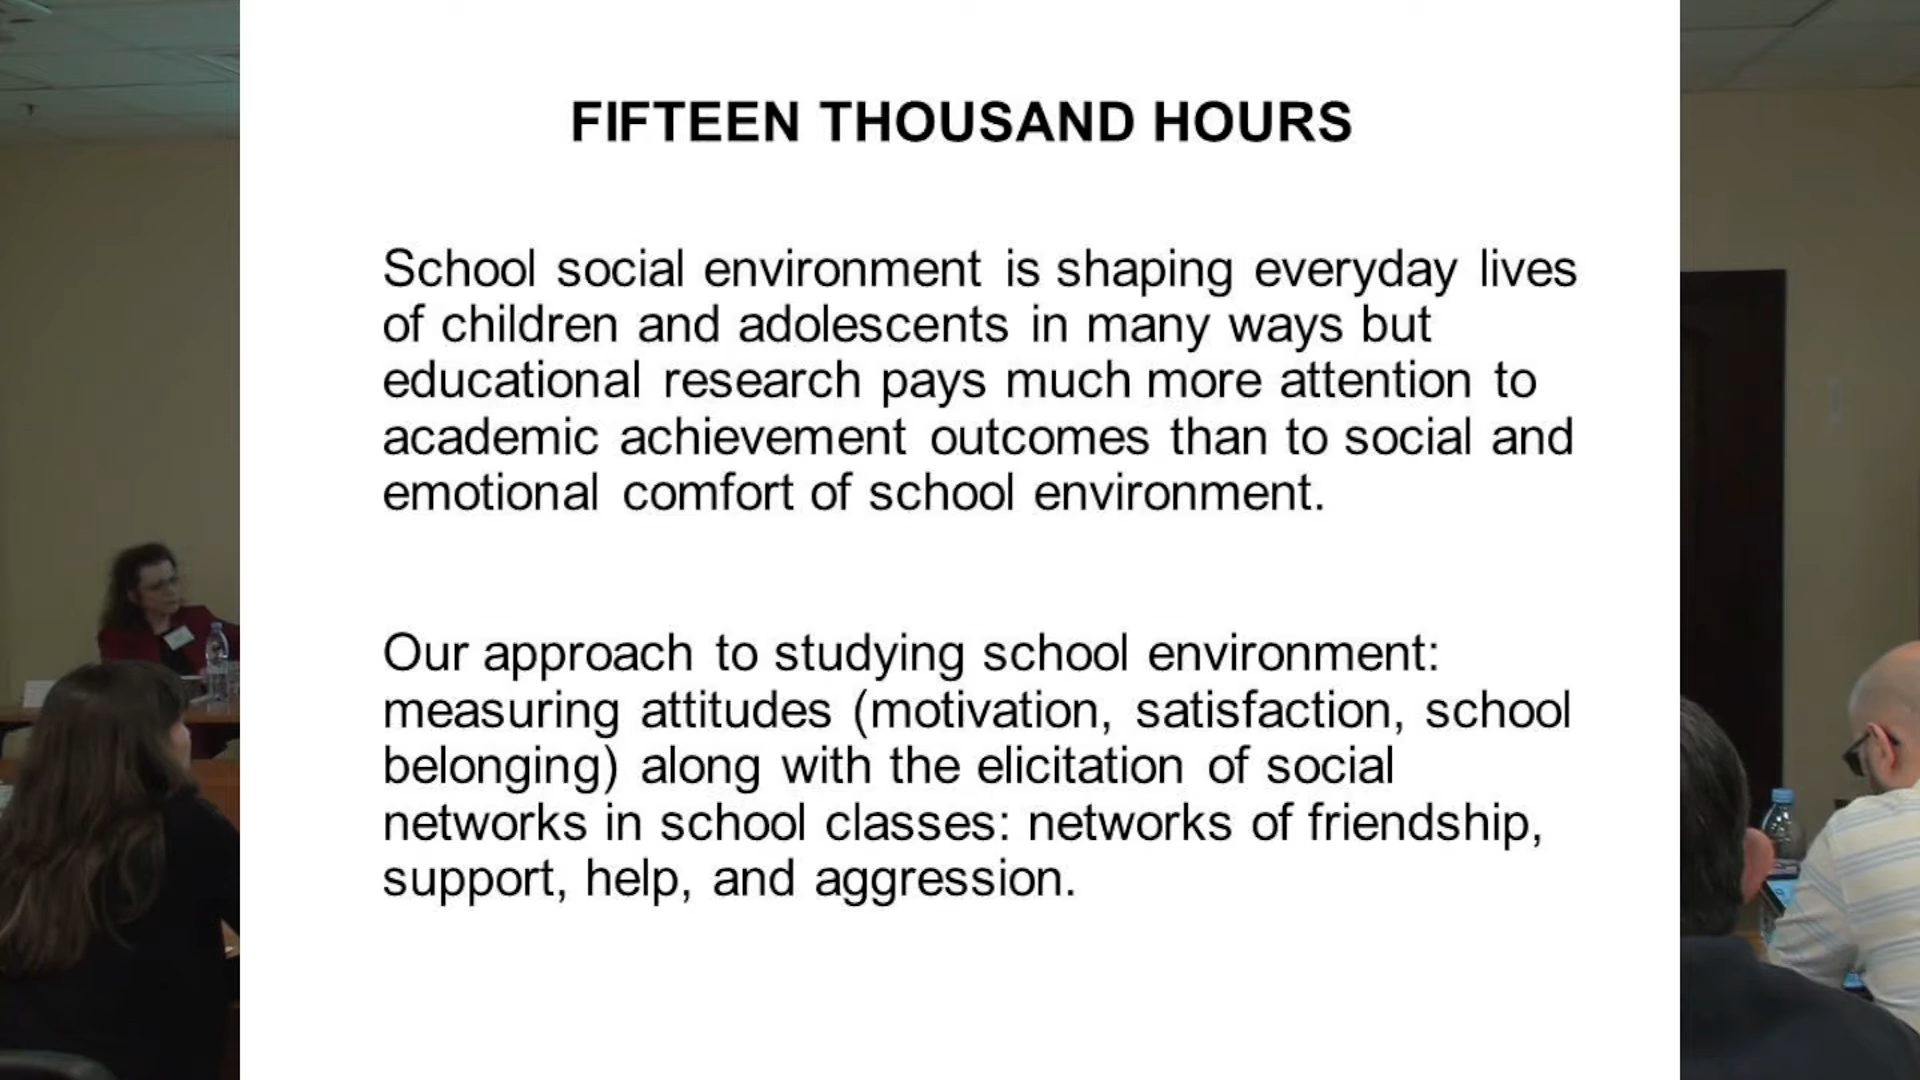 FIFTEEN THOUSAND HOURS
School social environment is shaping everyday lives
of children and adolescents in many ways but
educational research pays much more attention to
academic achievement outcomes than to social and
emotional comfort of school environment.
Our approach to studying school environment:
measuring attitudes (motivation, satisfaction, school
belonging) along with the elicitation of social
networks in school classes: networks of friendship,
support, help, and aggression.